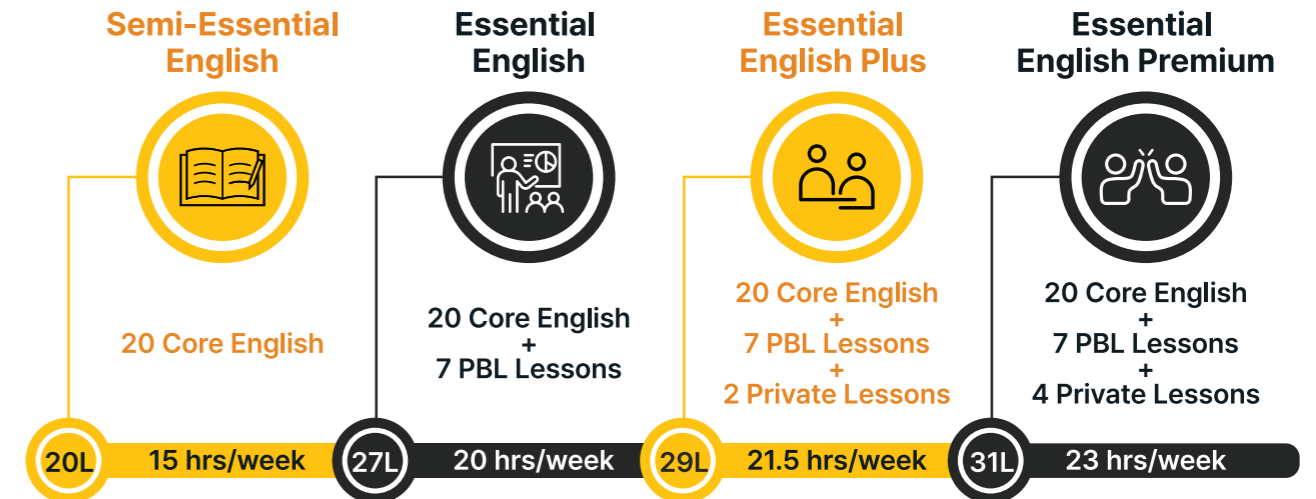 Semi-Essential
English
20 Core English
20L
15 hrs/week
Essential
English
20 Core English
+
7 PBL Lessons
27L
20 hrs/week
Essential
English Plus
20 Core English
+
7 PBL Lessons
+
2 Private Lessons
29L
21.5 hrs/week
Essential
English Premium
20 Core English
+
7 PBL Lessons
+
4 Private Lessons
31L
23 hrs/week